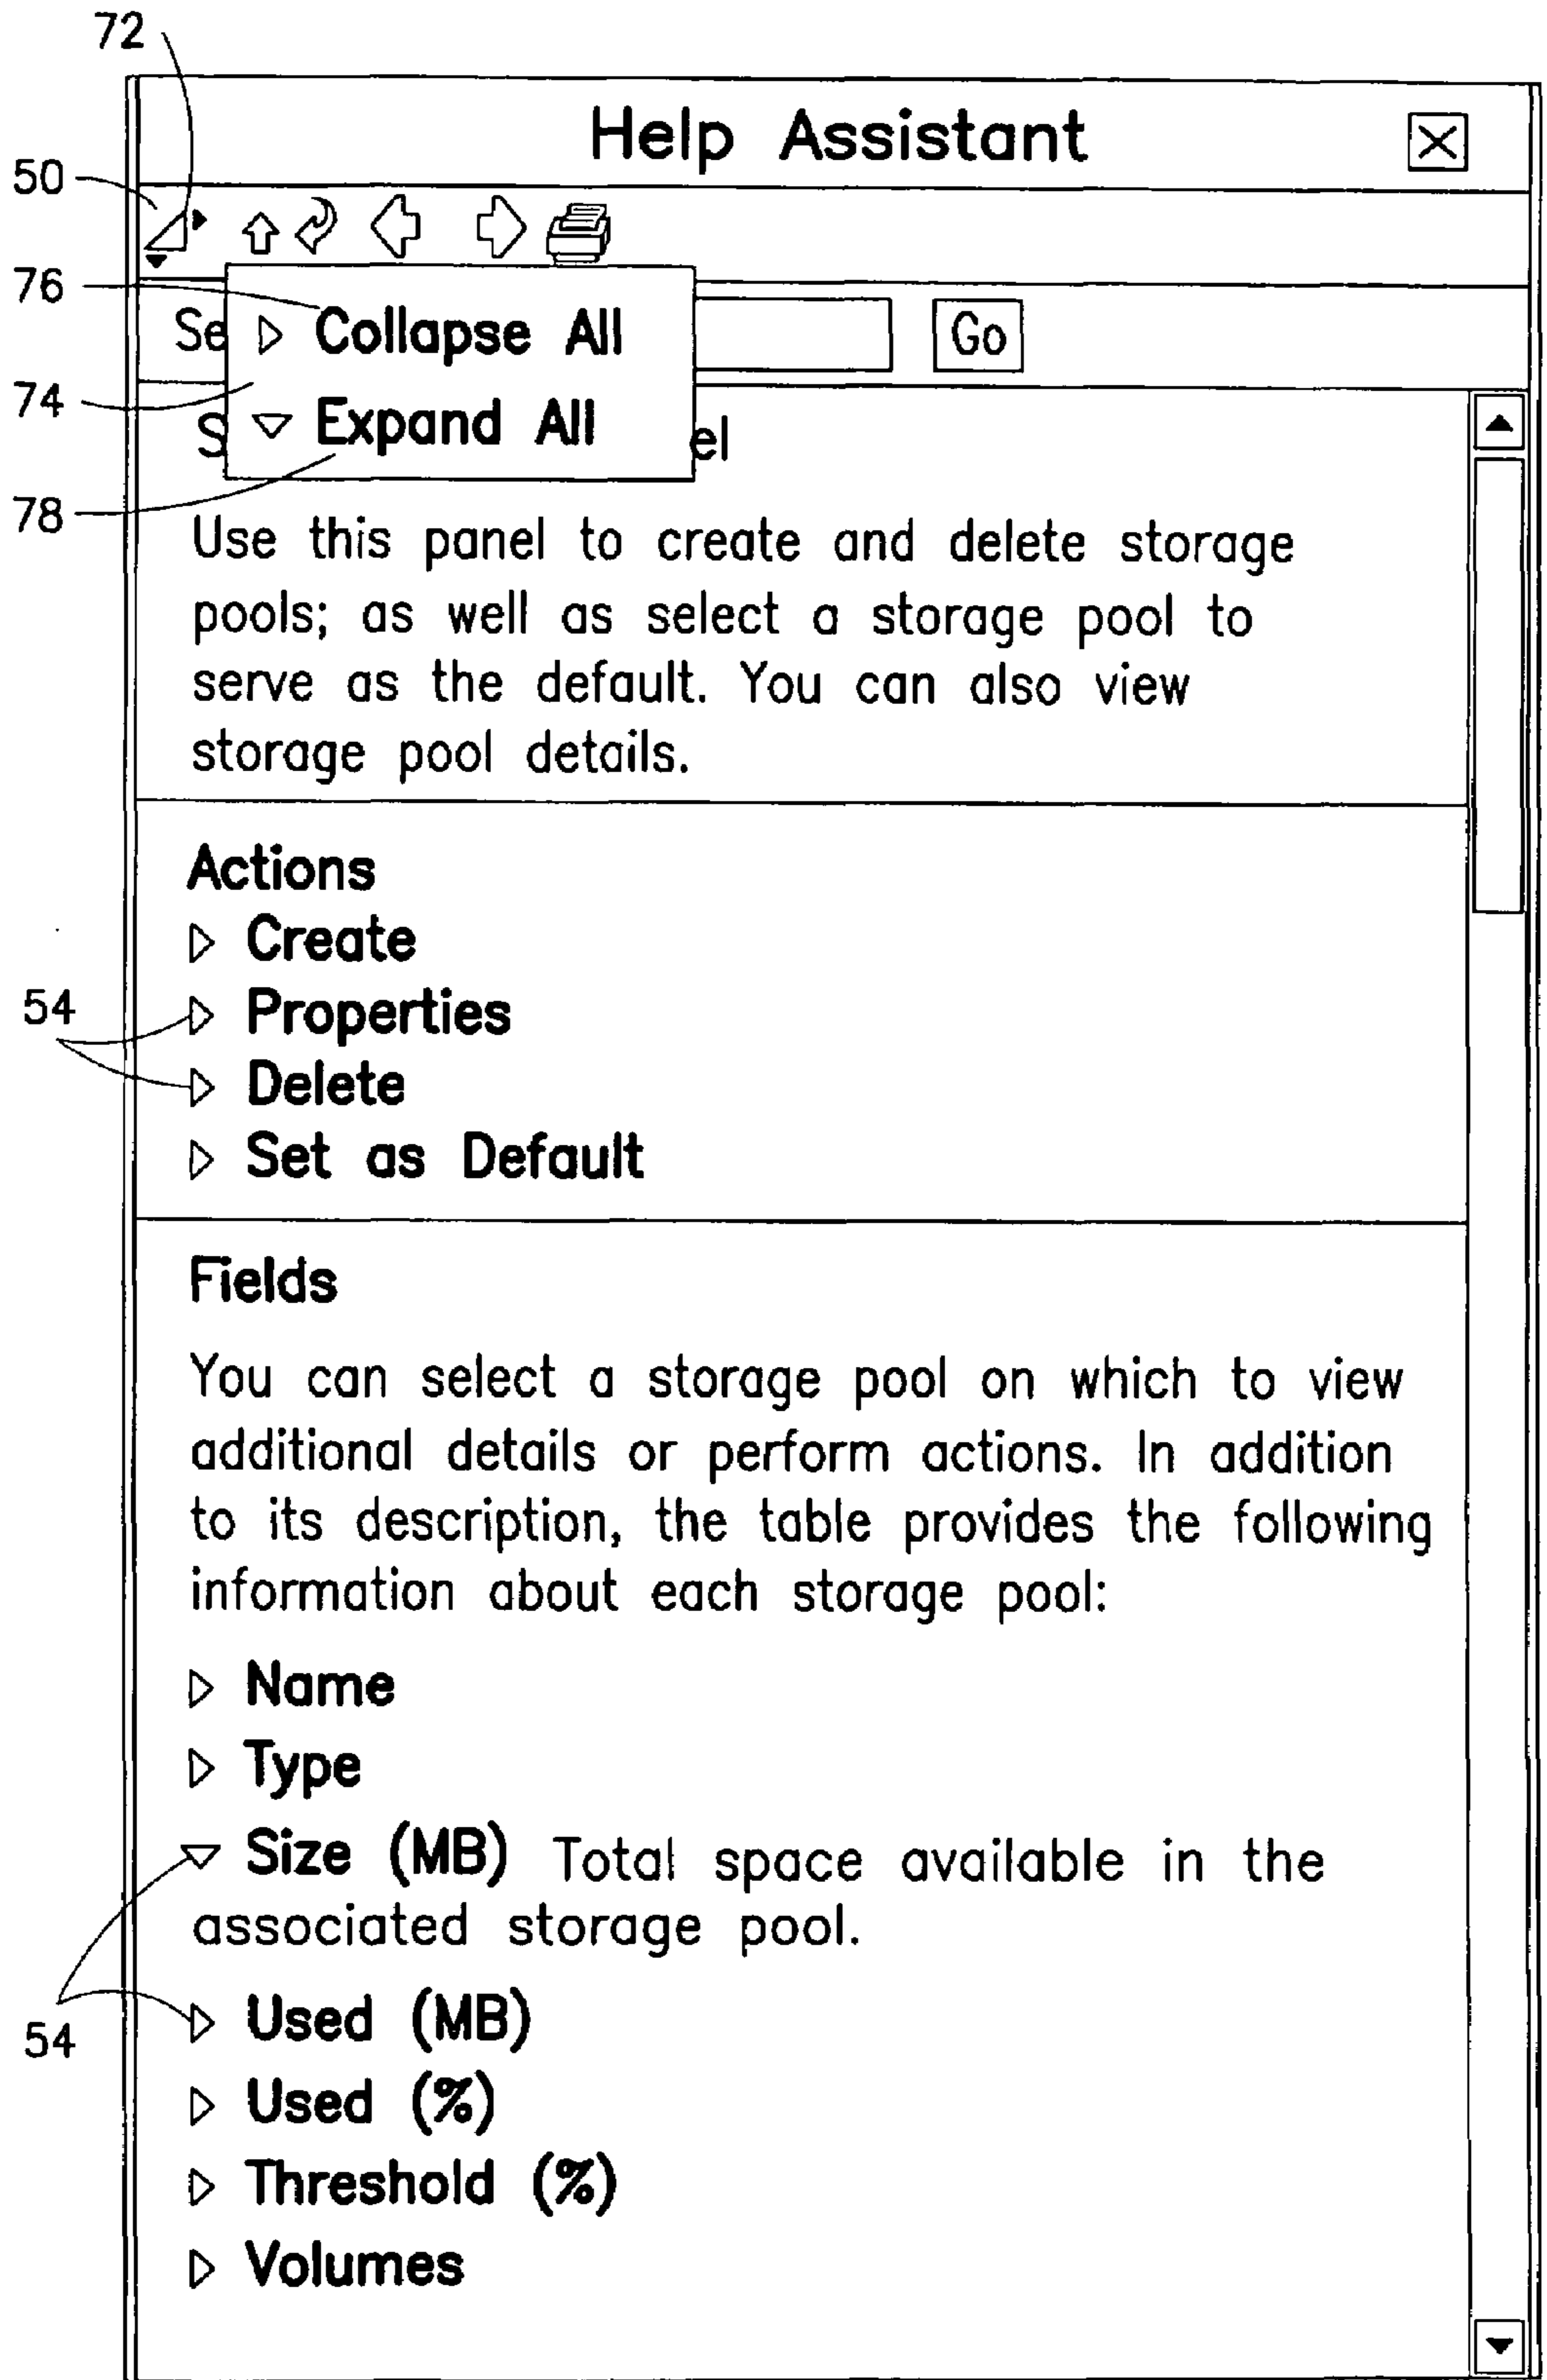 72
Help Assistant
50
76
Se
Collapse All
Go
74
S
Expand All
el
78
Use this panel to create and delete storage
pools; as well as select a storage pool to
serve as the default. You can also view
storage pool details.
Actions
Create
54
Properties
Delete
Set as Default
Fields
You can select a storage pool on which to view
additional details or perform actions. In addition
to its description, the table provides the following
information about each storage pool:
Name
Type
Size (MB) Total space available in the
associated storage pool.
54
Used (MB)
Used (%)
Threshold (%)
Volumes